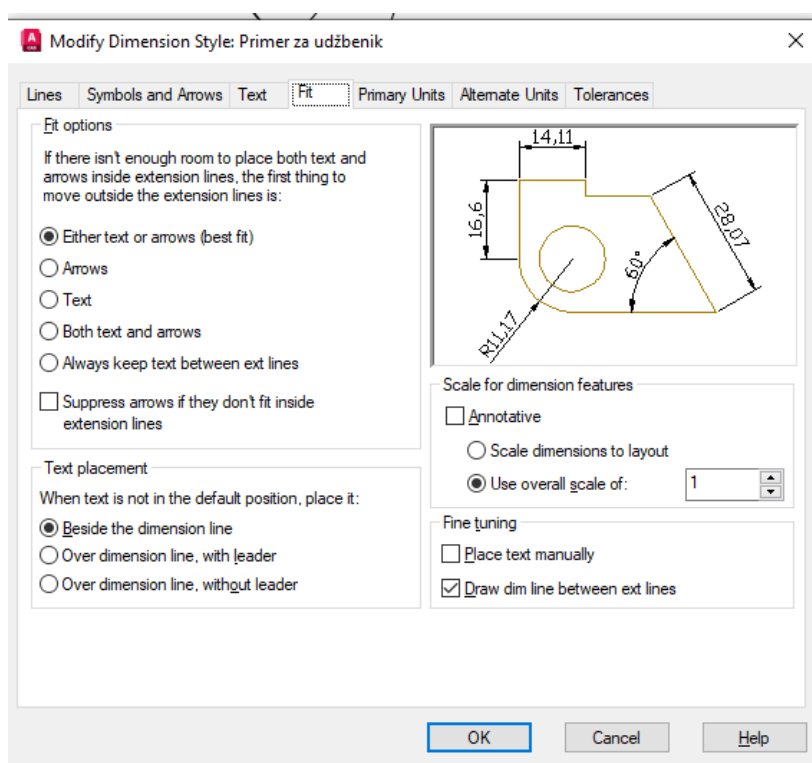 A
CAD
Modify Dimension Style: Primer za udžbenik
Lines
Symbols and Arrows
Text
Fit
Primary Units
Alternate Units
Tolerances
Fit options
If there isn't enough room to place both text and
arrows inside extension lines, the first thing to
move outside the extension lines is:
Either text or arrows (best fit)
Arrows
Text
Both text and arrows
Always keep text between ext lines
Suppress arrows if they don't fit inside
extension lines
Text placement
When text is not in the default position, place it:
Beside the dimension line
Over dimension line, with leader
Over dimension line, without leader
14,11
16,6
28,07
60°
R11,17
Scale for dimension features
Annotative
Scale dimensions to layout
Use overall scale of:
1
Fine tuning
Place text manually
Draw dim line between ext lines
OK
Cancel
Help